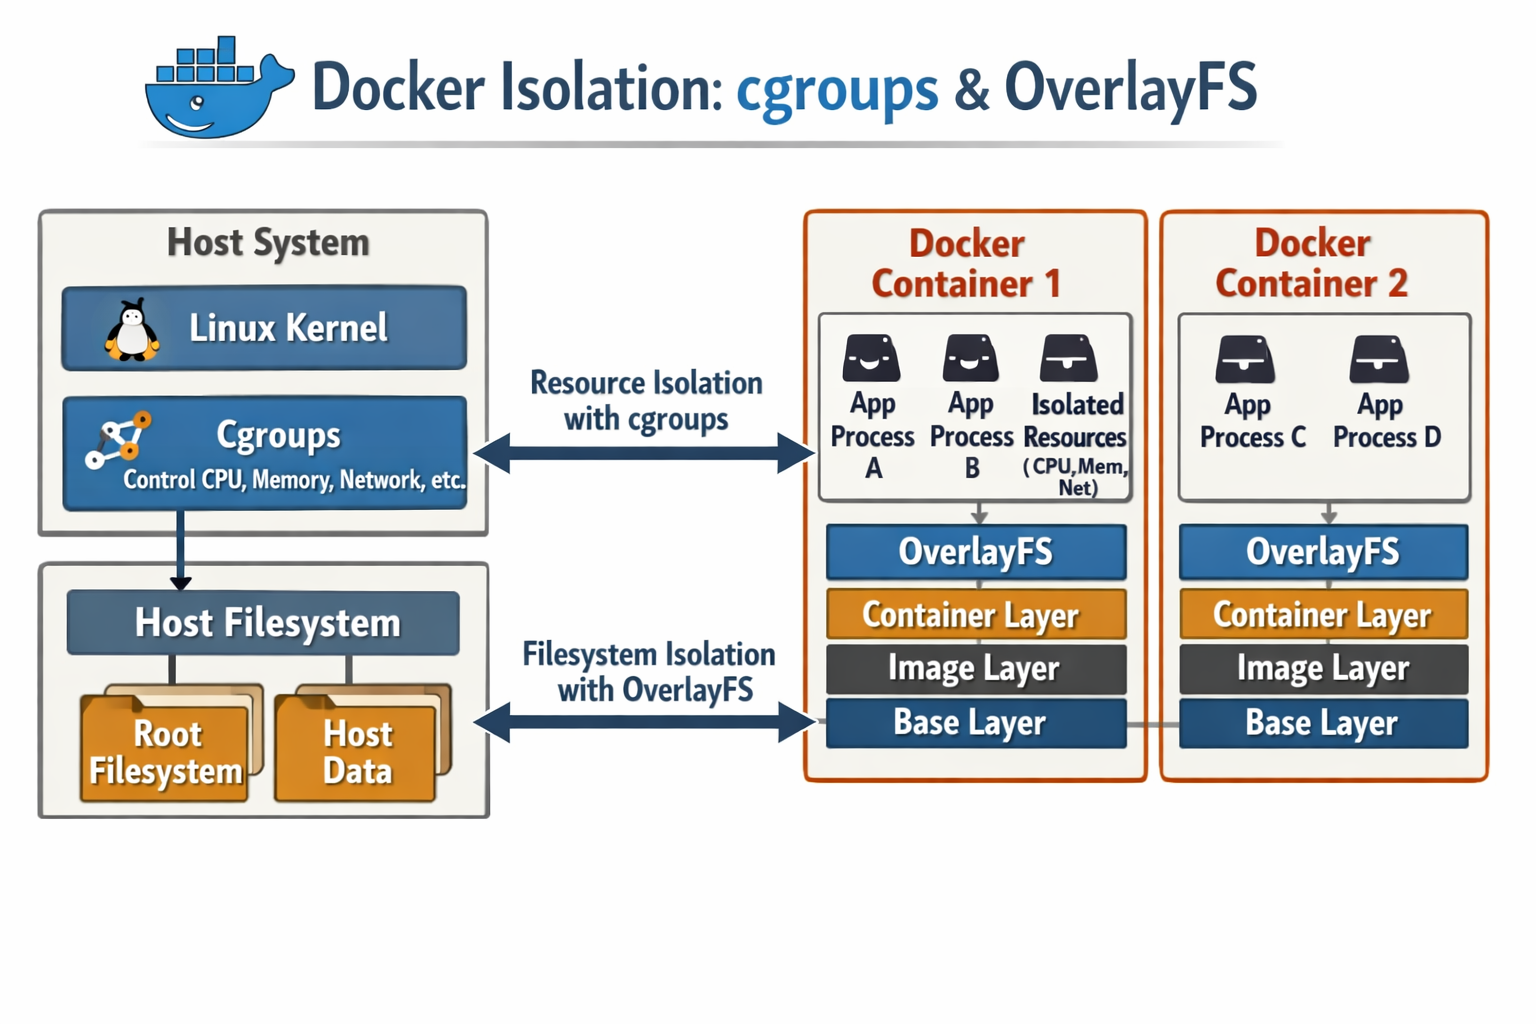 Docker Isolation: cgroups & OverlayFS
Host System
Linux Kernel
Cgroups
Control CPU, Memory, Network, etc.
Host Filesystem
Root
Filesystem
Host
Data
Resource Isolation
with cgroups
Filesystem Isolation
with OverlayFS
Docker
Container 1
App
Process
A
App
Process
B
Isolated
Resources
(CPU,Mem,
Net)
OverlayFS
Container Layer
Image Layer
Base Layer
Docker
Container 2
App
Process C
App
Process D
OverlayFS
Container Layer
Image Layer
Base Layer